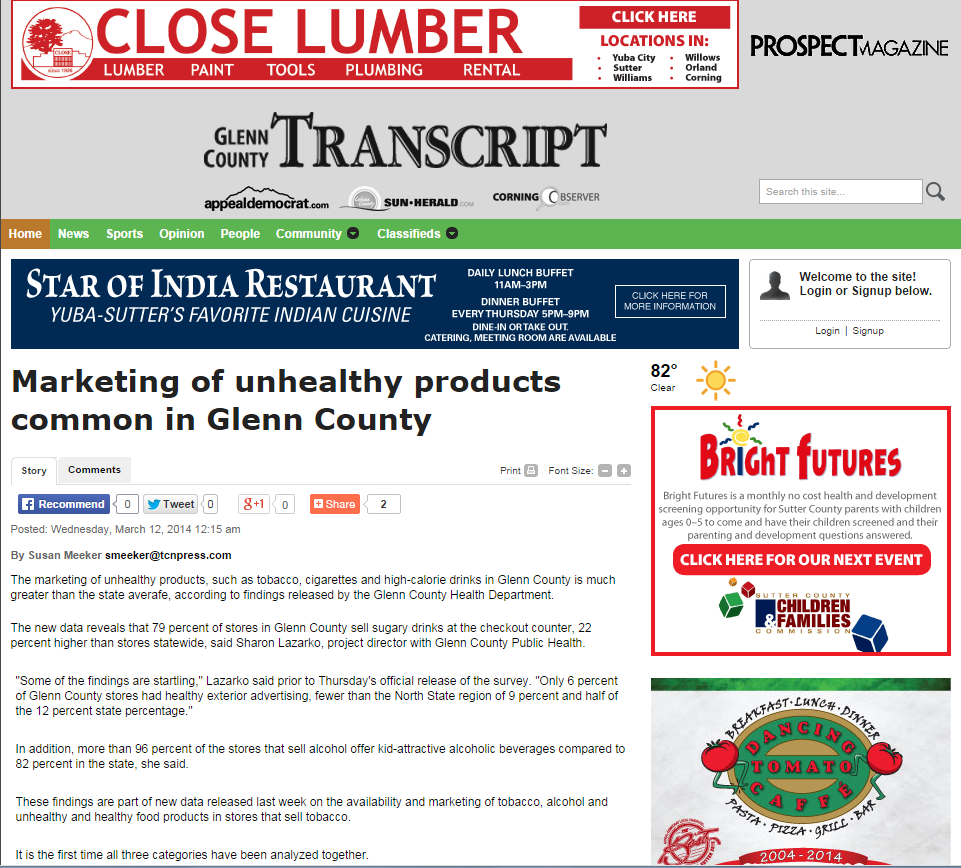 CLOSE
since 1938
CLOSE LUMBER
LUMBER PAINT TOOLS PLUMBING RENTAL
CLICK HERE
LOCATIONS IN:
• Yuba City • Willows
• Sutter • Orland
• Williams • Corning
PROSPECTMAGAZINE
GLENN COUNTY TRANSCRIPT
appealdemocrat.com
SUN•HERALD.COM
CORNING OBSERVER
Search this site...
Home News Sports Opinion People Community Classifieds
STAR OF INDIA RESTAURANT
YUBA-SUTTER'S FAVORITE INDIAN CUISINE
DAILY LUNCH BUFFET
11AM–3PM
DINNER BUFFET
EVERY THURSDAY 5PM–9PM
DINE-IN OR TAKE OUT.
CATERING, MEETING ROOM ARE AVAILABLE
CLICK HERE FOR
MORE INFORMATION
Welcome to the site!
Login or Signup below.
Login | Signup
Marketing of unhealthy products
common in Glenn County
Story Comments
Print Font Size:
Recommend 0 Tweet 0 g+1 0 Share 2
Posted: Wednesday, March 12, 2014 12:15 am
By Susan Meeker smeeker@tcnpress.com
The marketing of unhealthy products, such as tobacco, cigarettes and high-calorie drinks in Glenn County is much
greater than the state averafe, according to findings released by the Glenn County Health Department.
The new data reveals that 79 percent of stores in Glenn County sell sugary drinks at the checkout counter, 22
percent higher than stores statewide, said Sharon Lazarko, project director with Glenn County Public Health.
"Some of the findings are startling," Lazarko said prior to Thursday's official release of the survey. "Only 6 percent
of Glenn County stores had healthy exterior advertising, fewer than the North State region of 9 percent and half of
the 12 percent state percentage."
In addition, more than 96 percent of the stores that sell alcohol offer kid-attractive alcoholic beverages compared to
82 percent in the state, she said.
These findings are part of new data released last week on the availability and marketing of tobacco, alcohol and
unhealthy and healthy food products in stores that sell tobacco.
It is the first time all three categories have been analyzed together.
82°
Clear
BRIGHT FUTURES
Bright Futures is a monthly no cost health and development
screening opportunity for Sutter County parents with children
ages 0–5 to come and have their children screened and their
parenting and development questions answered.
CLICK HERE FOR OUR NEXT EVENT
SUTTER COUNTY
CHILDREN
& FAMILIES
COMMISSION
BREAKFAST • LUNCH • DINNER
DANCING
TOMATO
CAFFÉ
PASTA • PIZZA • GRILL • BAR
Best
2004 - 2014